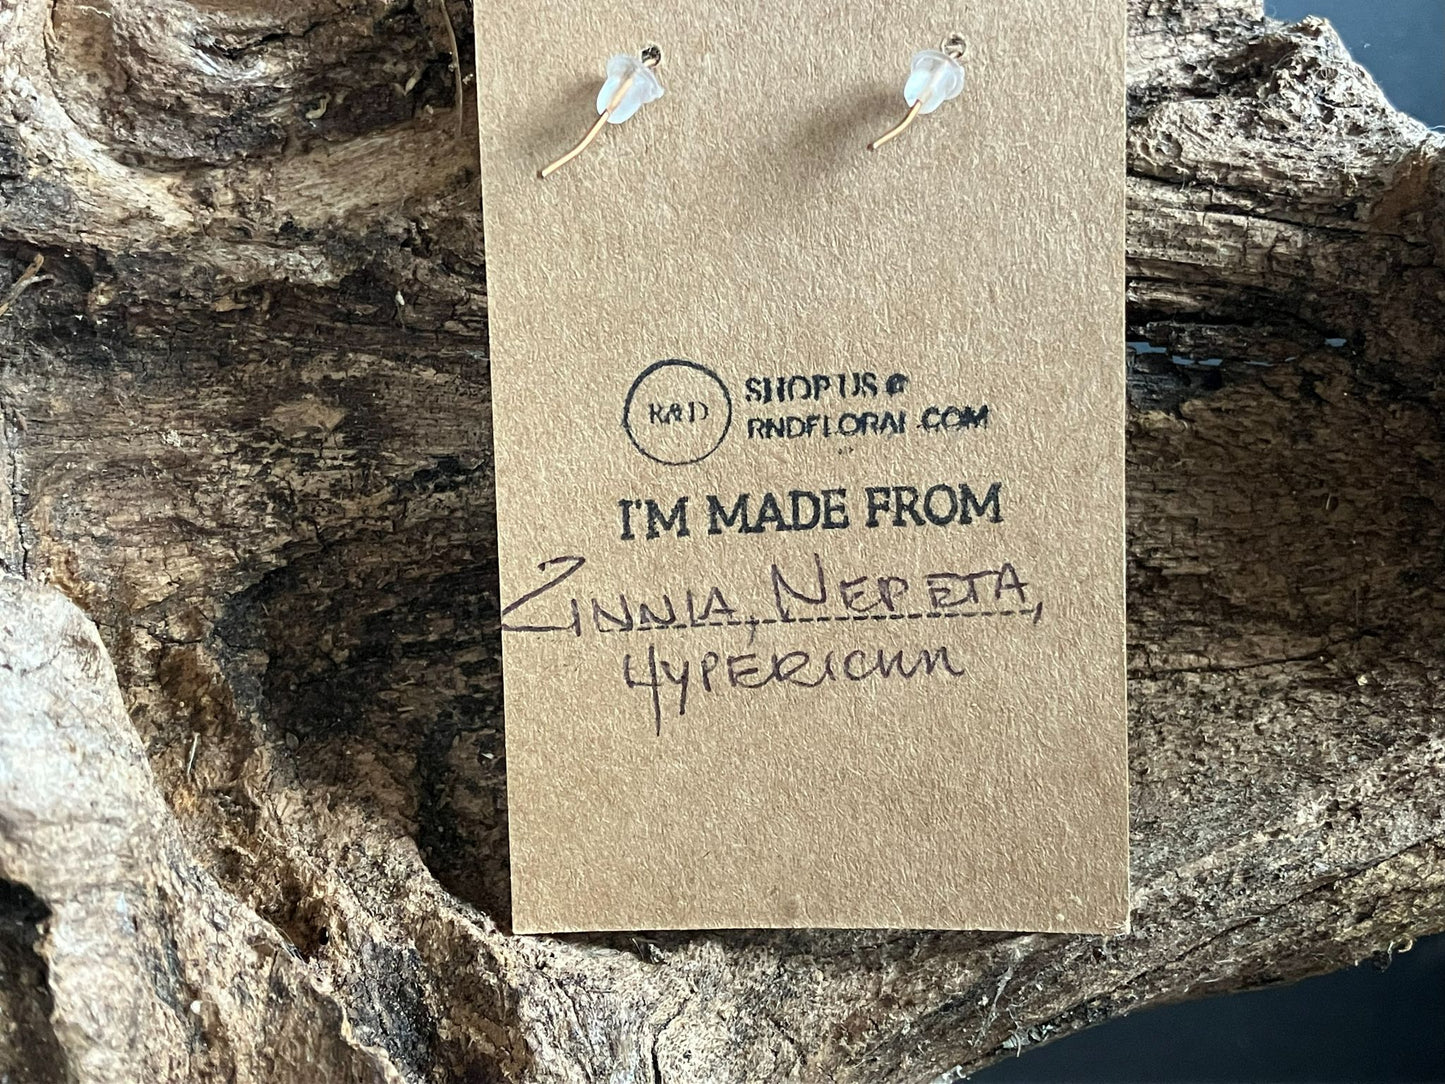 R&D
SHOP US @
RNDFLORAL.COM
I'M MADE FROM
ZINNIA, NEPETA,
HYPERICUM